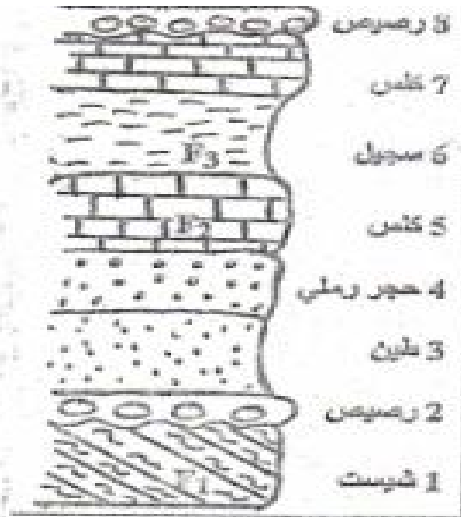 8 رصيص
7 كلس
6 سجيل
F3
5 كلس
F2
4 حجر رملي
3 طين
2 رصيص
1 شيست
F1